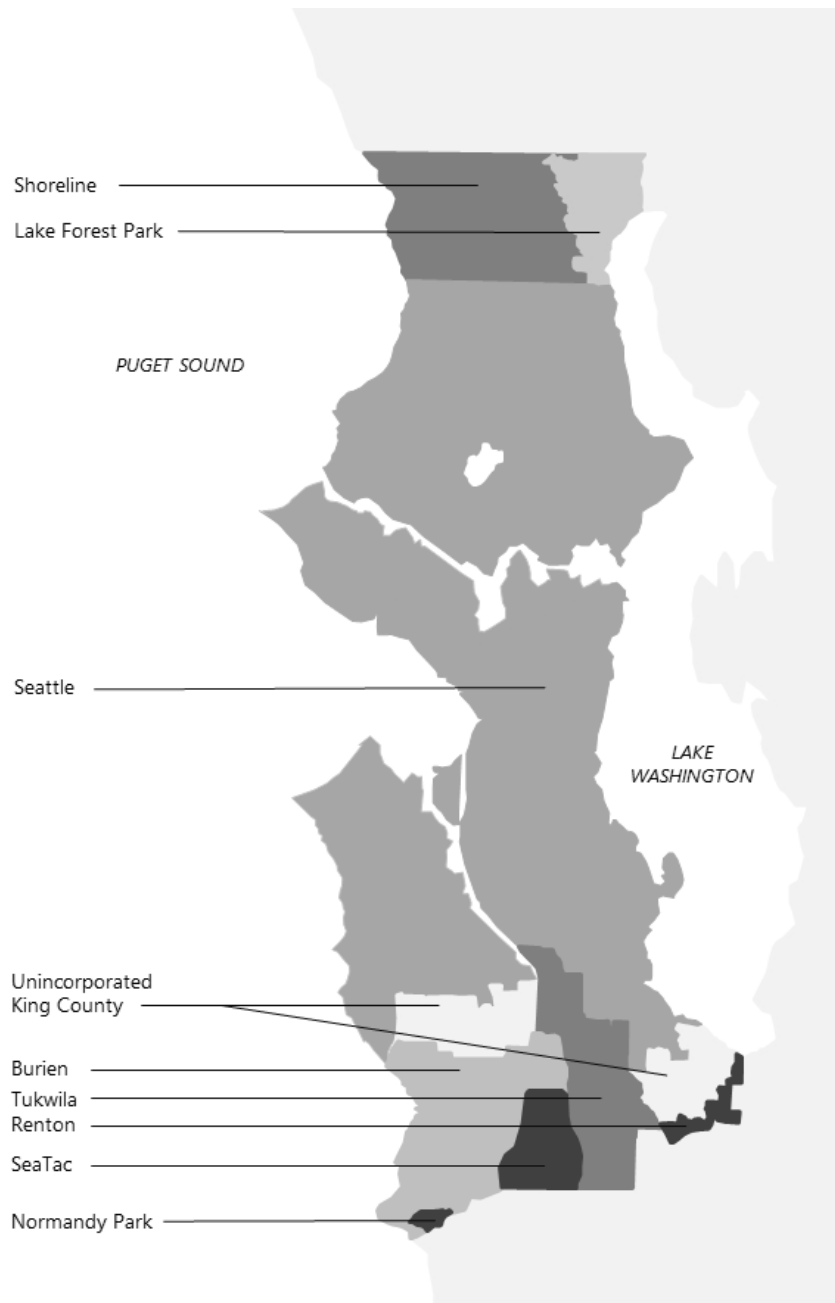 Shoreline
Lake Forest Park
PUGET SOUND
Seattle
LAKE
WASHINGTON
Unincorporated
King County
Burien
Tukwila
Renton
SeaTac
Normandy Park